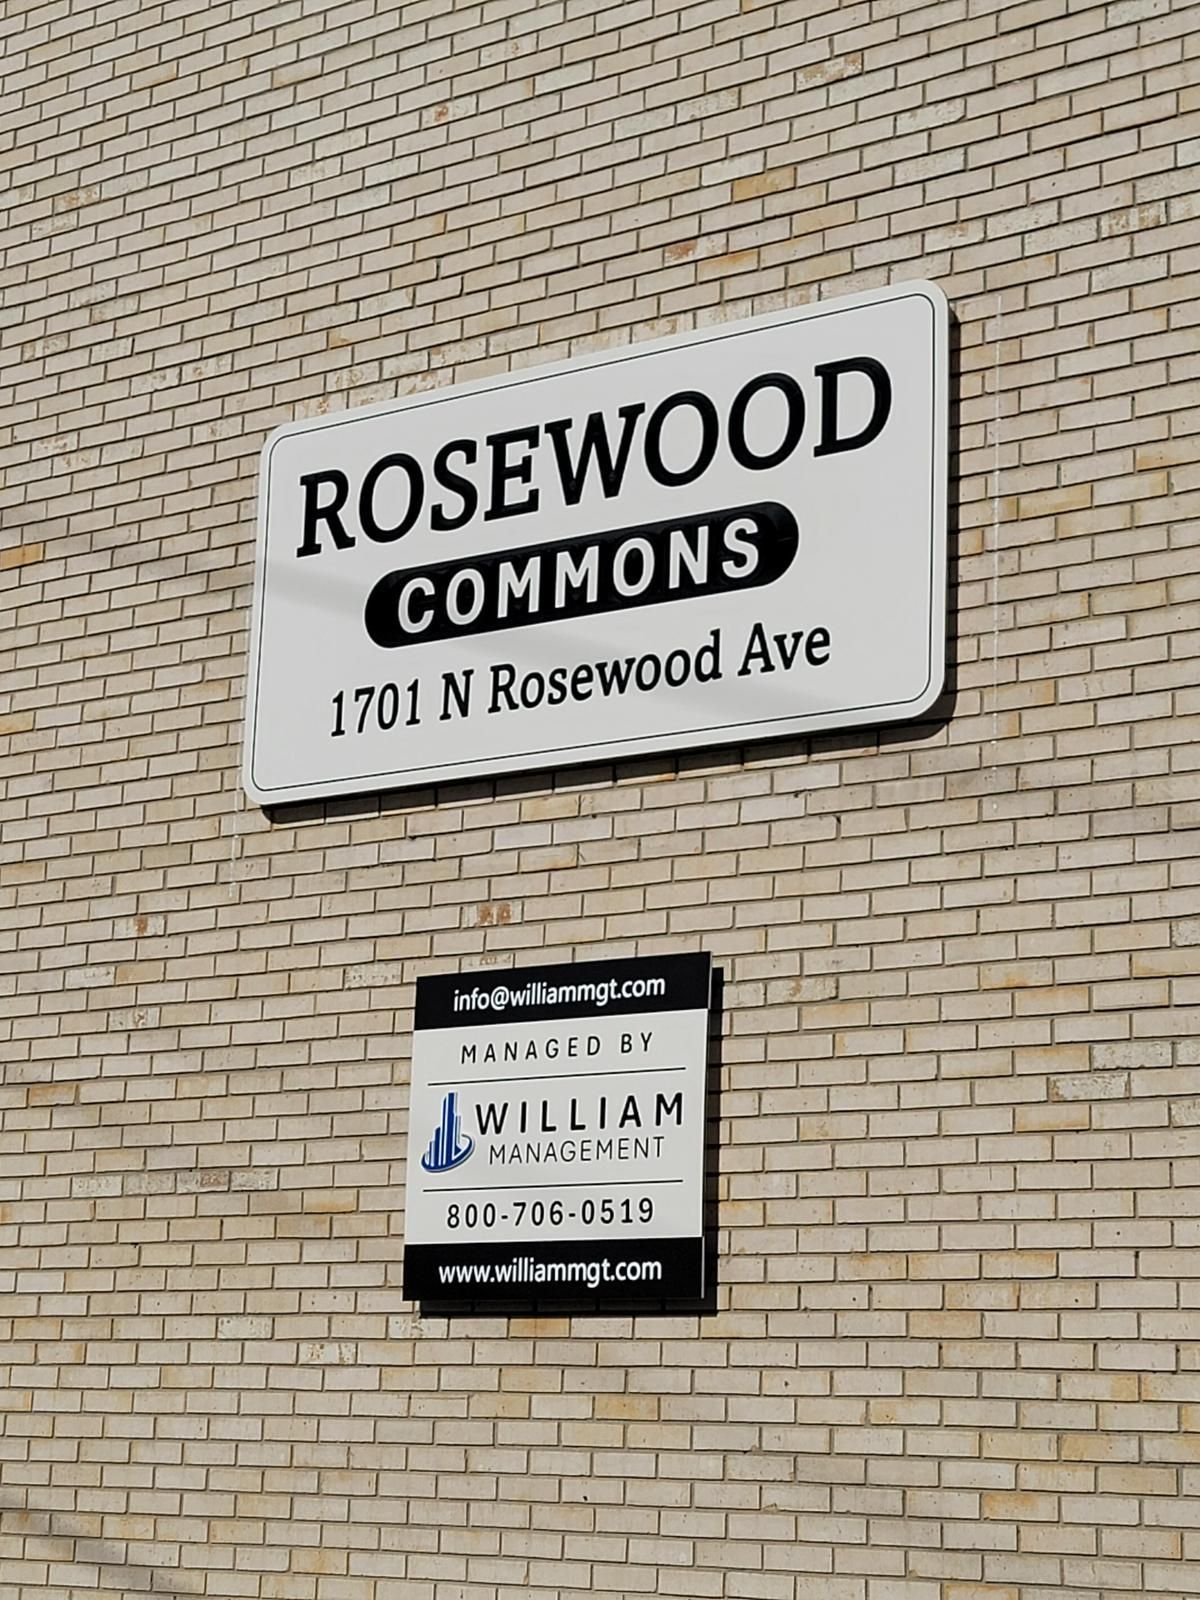 ROSEWOOD
COMMONS
1701 N Rosewood Ave
info@williammgt.com
MANAGED BY
WILLIAM
MANAGEMENT
800-706-0519
www.williammgt.com